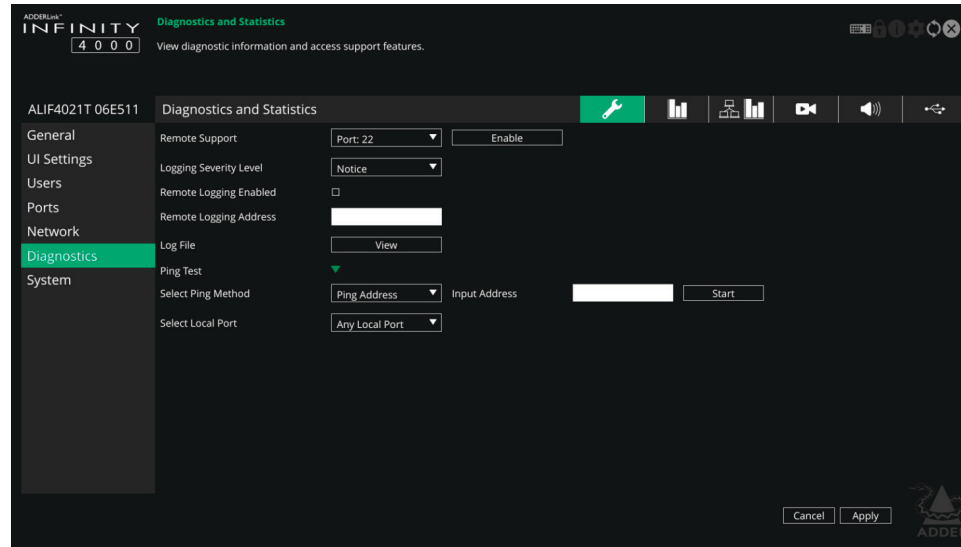 ADDERLink™
INFINITY
4000
Diagnostics and Statistics
View diagnostic information and access support features.
ALIF4021T 06E511
Diagnostics and Statistics
General
UI Settings
Users
Ports
Network
Diagnostics
System
Remote Support
Port: 22
Enable
Logging Severity Level
Notice
Remote Logging Enabled
Remote Logging Address
Log File
View
Ping Test
Select Ping Method
Ping Address
Input Address
Start
Select Local Port
Any Local Port
Cancel
Apply
ADDE